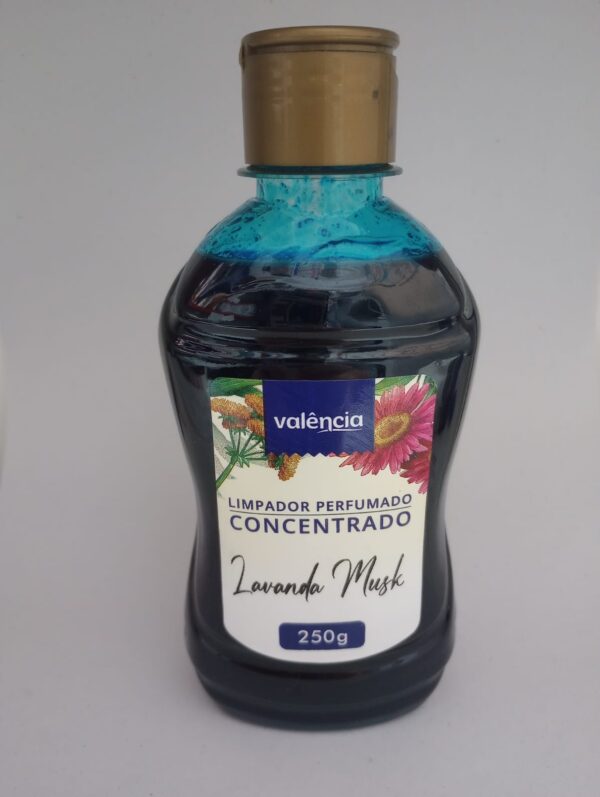 valência
LIMPADOR PERFUMADO
CONCENTRADO
Lavanda Musk
250g